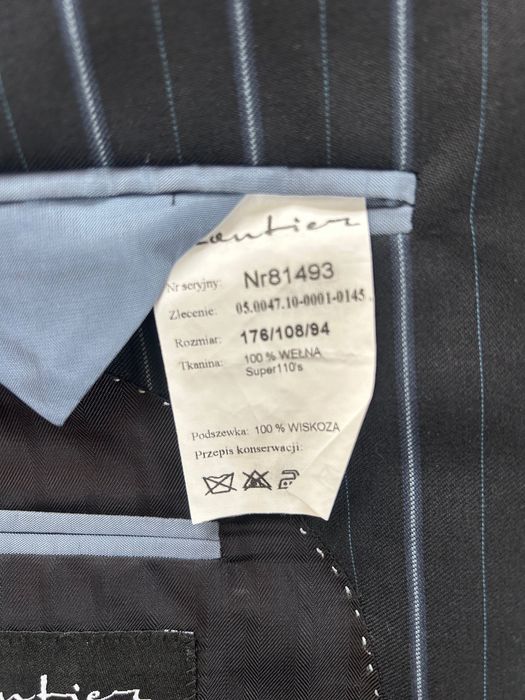 Nr seryjny: Nr81493
Zlecenie: 05.0047.10-0001-0145
Rozmiar: 176/108/94
Tkanina: 100 % WEŁNA
Super110's
Podszewka: 100 % WISKOZA
Przepis konserwacji: